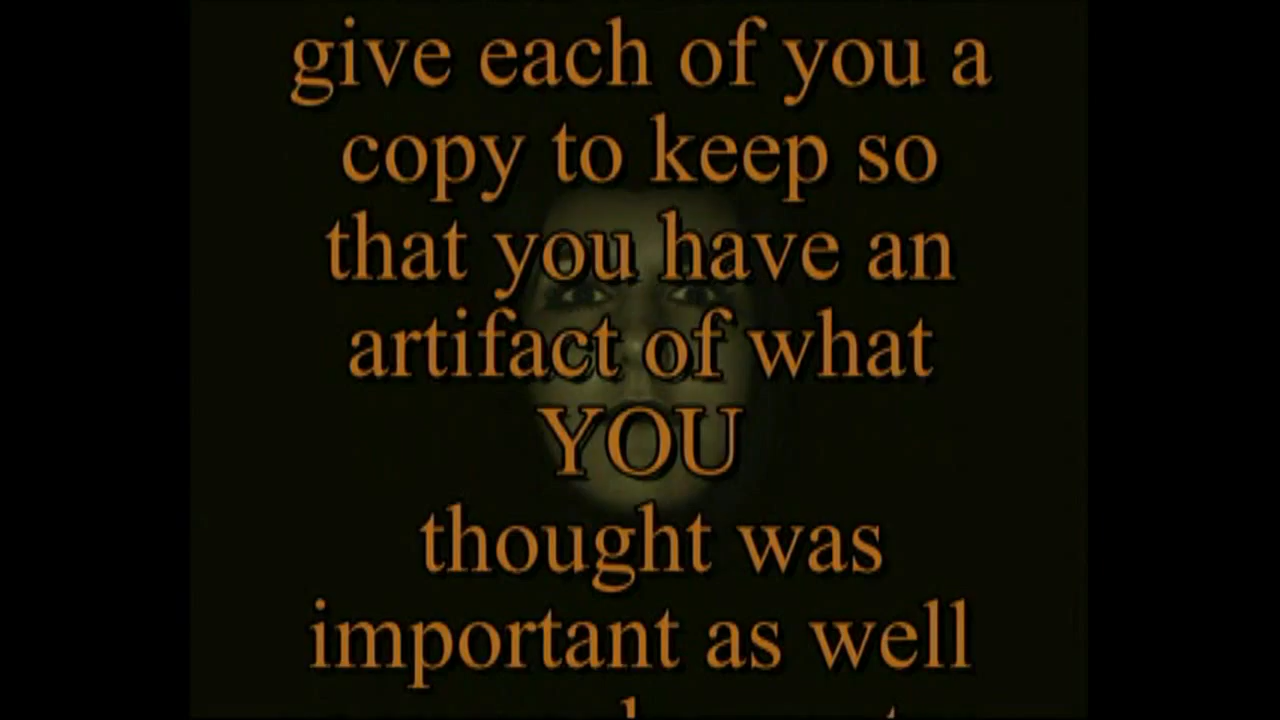 give each of you a
copy to keep so
that you have an
artifact of what
YOU
thought was
important as well